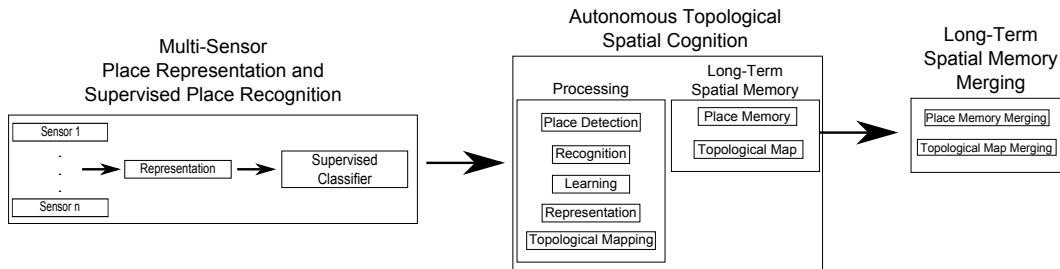 Multi-Sensor
Place Representation and
Supervised Place Recognition
Sensor 1
.
.
.
.
Sensor n
Representation
Supervised
Classifier
Autonomous Topological
Spatial Cognition
Processing
Place Detection
Recognition
Learning
Representation
Topological Mapping
Long-Term
Spatial Memory
Place Memory
Topological Map
Long-Term
Spatial Memory
Merging
Place Memory Merging
Topological Map Merging